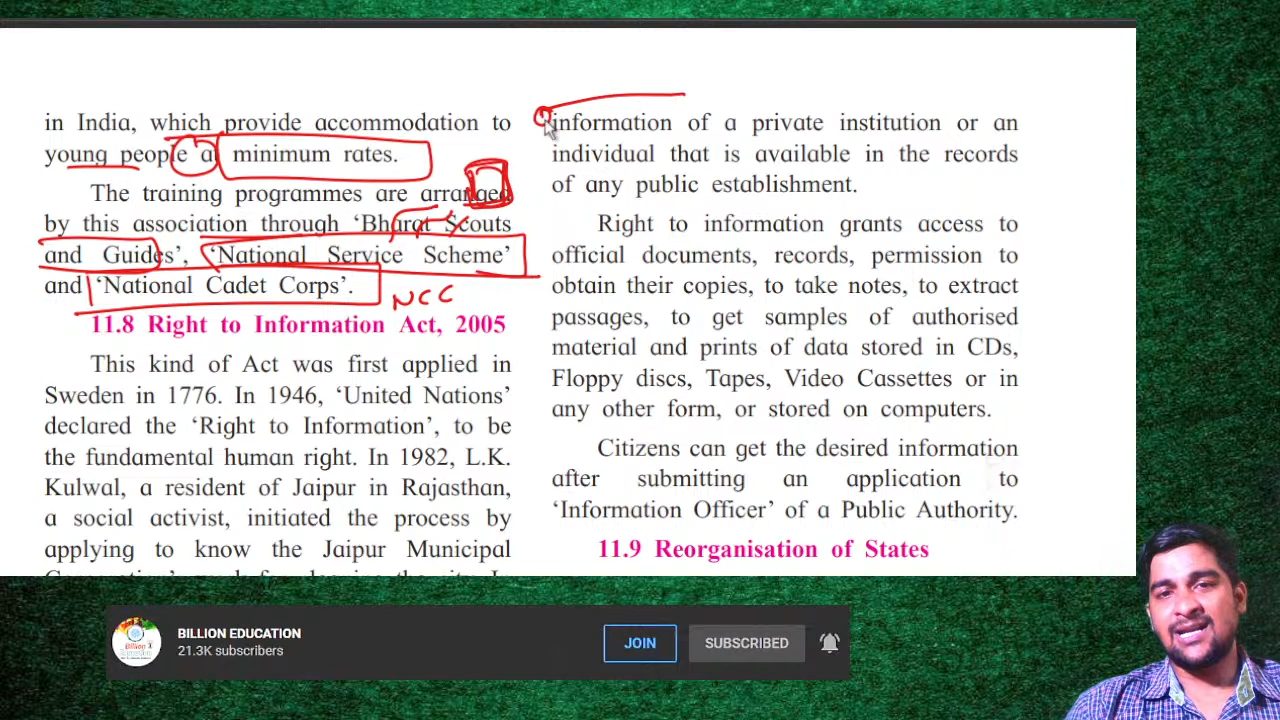 in India, which provide accommodation to
young people a minimum rates.
The training programmes are arranged
by this association through ‘Bharat Scouts
and Guides’, ‘National Service Scheme’
and ‘National Cadet Corps’.
NCC
11.8 Right to Information Act, 2005
This kind of Act was first applied in
Sweden in 1776. In 1946, ‘United Nations’
declared the ‘Right to Information’, to be
the fundamental human right. In 1982, L.K.
Kulwal, a resident of Jaipur in Rajasthan,
a social activist, initiated the process by
applying to know the Jaipur Municipal
information of a private institution or an
individual that is available in the records
of any public establishment.
Right to information grants access to
official documents, records, permission to
obtain their copies, to take notes, to extract
passages, to get samples of authorised
material and prints of data stored in CDs,
Floppy discs, Tapes, Video Cassettes or in
any other form, or stored on computers.
Citizens can get the desired information
after submitting an application to
‘Information Officer’ of a Public Authority.
11.9 Reorganisation of States
BILLION EDUCATION
21.3K subscribers
JOIN
SUBSCRIBED